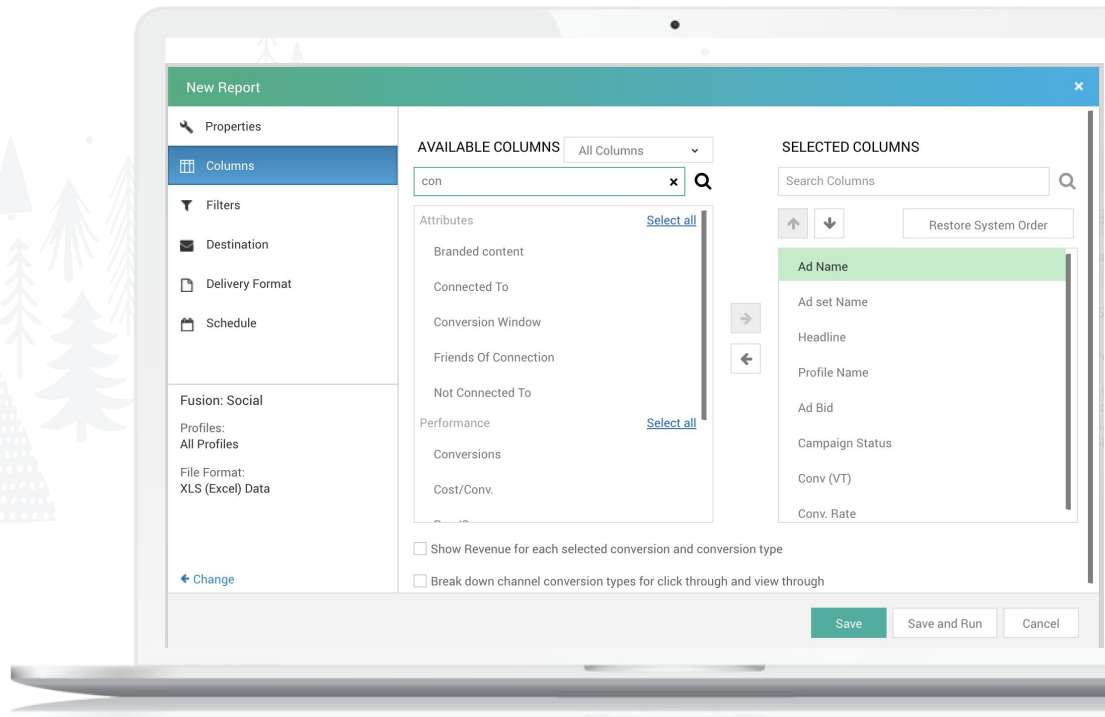 New Report
×
Properties
Columns
Filters
Destination
Delivery Format
Schedule
Fusion: Social
Profiles:
All Profiles
File Format:
XLS (Excel) Data
Change
AVAILABLE COLUMNS
All Columns
con
×
Attributes
Select all
Branded content
Connected To
Conversion Window
Friends Of Connection
Not Connected To
Performance
Select all
Conversions
Cost/Conv.
Show Revenue for each selected conversion and conversion type
Break down channel conversion types for click through and view through
SELECTED COLUMNS
Search Columns
Restore System Order
Ad Name
Ad set Name
Headline
Profile Name
Ad Bid
Campaign Status
Conv (VT)
Conv. Rate
Save
Save and Run
Cancel